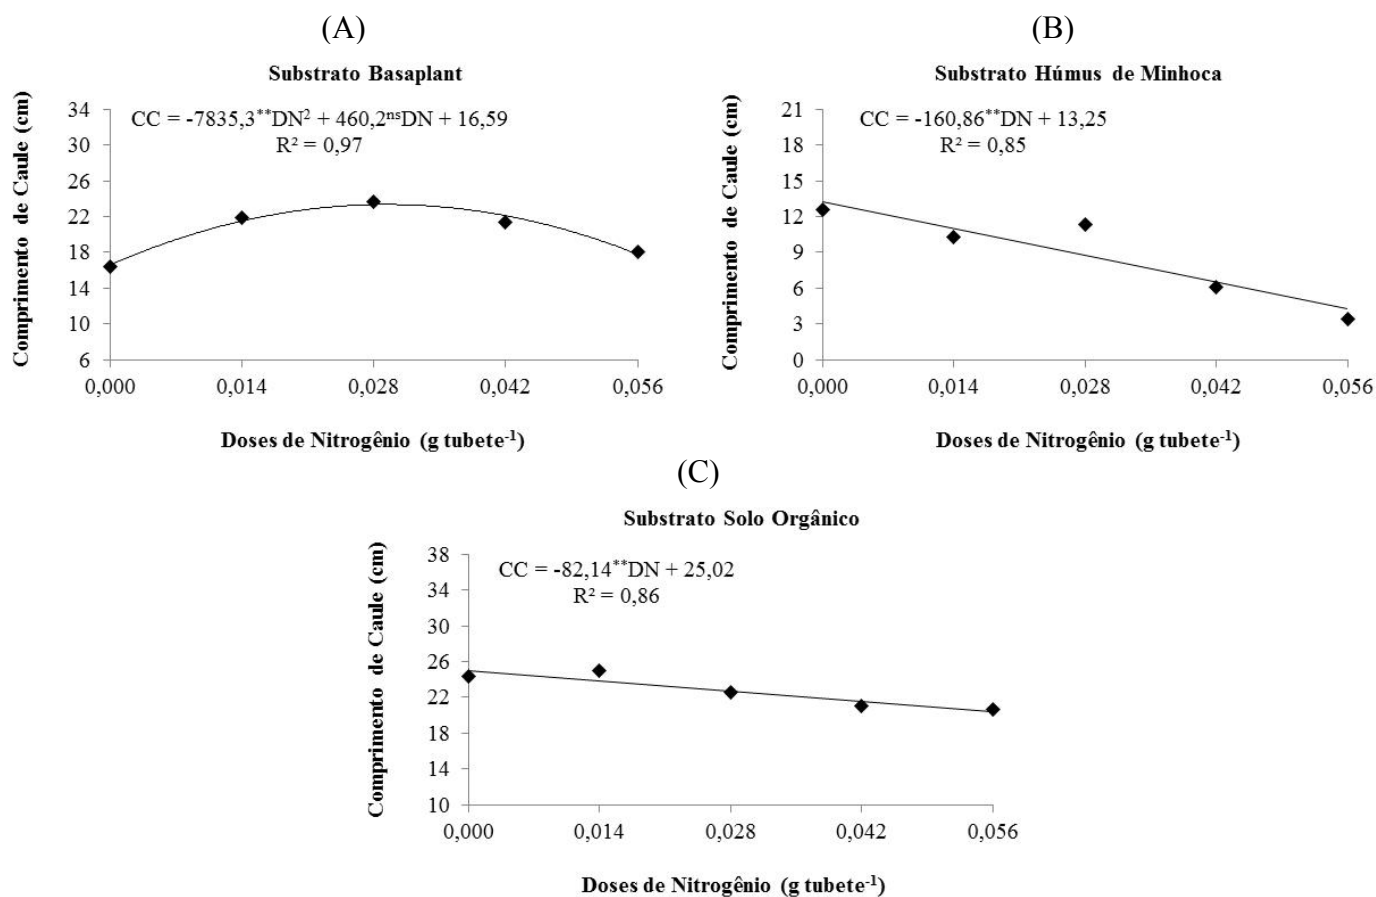 (A)
Substrato Basaplant
CC = -7835,3**DN² + 460,2ⁿˢDN + 16,59
R² = 0,97
Comprimento de Caule (cm)
34
30
26
22
18
14
10
6
0,000 0,014 0,028 0,042 0,056
Doses de Nitrogênio (g tubete⁻¹)
(B)
Substrato Húmus de Minhoca
CC = -160,86**DN + 13,25
R² = 0,85
Comprimento de Caule (cm)
21
18
15
12
9
6
3
0
0,000 0,014 0,028 0,042 0,056
Doses de Nitrogênio (g tubete⁻¹)
(C)
Substrato Solo Orgânico
CC = -82,14**DN + 25,02
R² = 0,86
Comprimento de Caule (cm)
38
34
30
26
22
18
14
10
0,000 0,014 0,028 0,042 0,056
Doses de Nitrogênio (g tubete⁻¹)